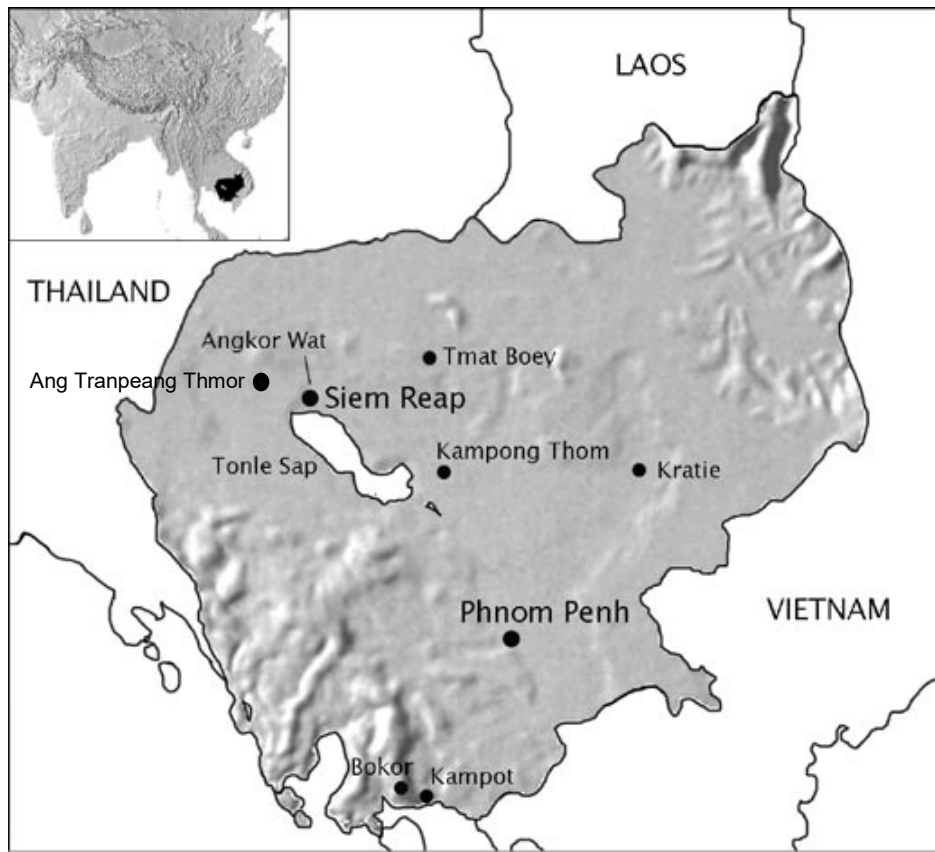 LAOS
THAILAND
Angkor Wat
Tmat Boey
Ang Tranpeang Thmor
Siem Reap
Kampong Thom
Tonle Sap
Kratie
Phnom Penh
VIETNAM
Bokor
Kampot